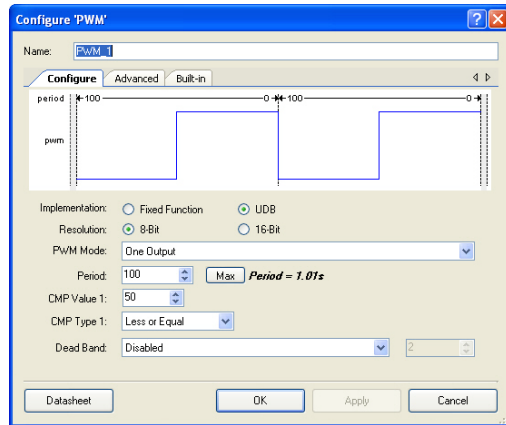 Configure 'PWM'
Name: PWM_1
Configure Advanced Built-in
period 100 0 100 0
pwm
Implementation: Fixed Function UDB
Resolution: 8-Bit 16-Bit
PWM Mode: One Output
Period: 100 Max Period = 1.01s
CMP Value 1: 50
CMP Type 1: Less or Equal
Dead Band: Disabled 2
Datasheet OK Apply Cancel